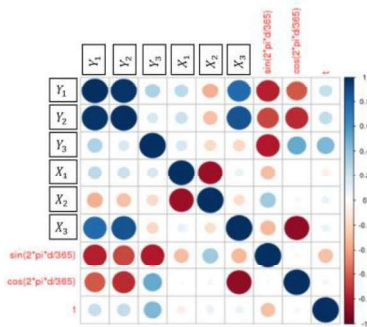 Y₁ Y₂ Y₃ X₁ X₂ X₃ sin(2*pi*d/365) cos(2*pi*d/365) t
Y₁
Y₂
Y₃
X₁
X₂
X₃
sin(2*pi*d/365)
cos(2*pi*d/365)
t
1
0.8
0.6
0.4
0.2
0
-0.2
-0.4
-0.6
-0.8
-1